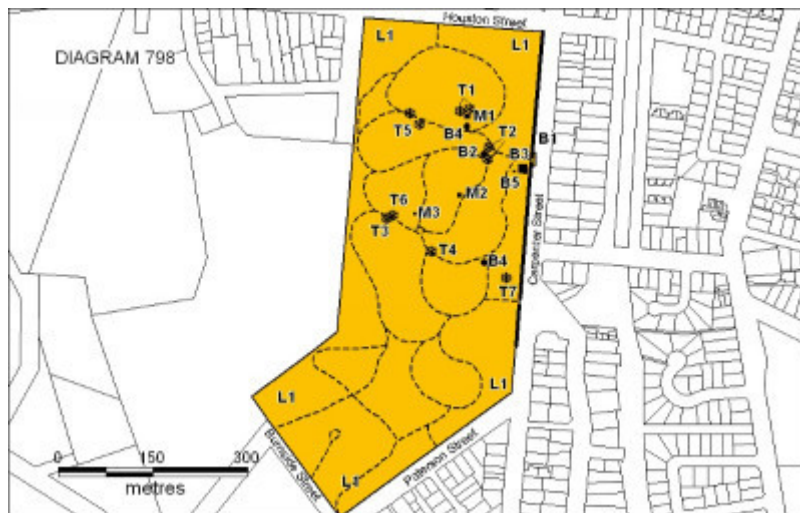 Houston Street
L1
L1
DIAGRAM 798
T1
M1
T5
B4
T2
B1
B2
B3
B5
T6
M2
M3
T3
Carpenter Street
T4
B4
T7
L1
L1
Burnside Street
Paterson Street
L1
0 150 300
metres